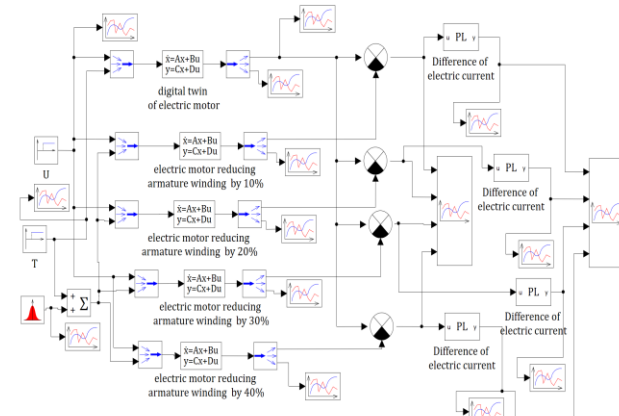 u PL y
Difference of
electric current
ẋ=Ax+Bu
y=Cx+Du
digital twin
of electric motor
U
ẋ=Ax+Bu
y=Cx+Du
electric motor reducing
armature winding by 10%
u PL y
Difference of
electric current
ẋ=Ax+Bu
y=Cx+Du
electric motor reducing
armature winding by 20%
T
ẋ=Ax+Bu
y=Cx+Du
electric motor reducing
armature winding by 30%
+
+
Σ
u PL y
Difference of
electric current
u PL y
Difference of
electric current
ẋ=Ax+Bu
y=Cx+Du
electric motor reducing
armature winding by 40%